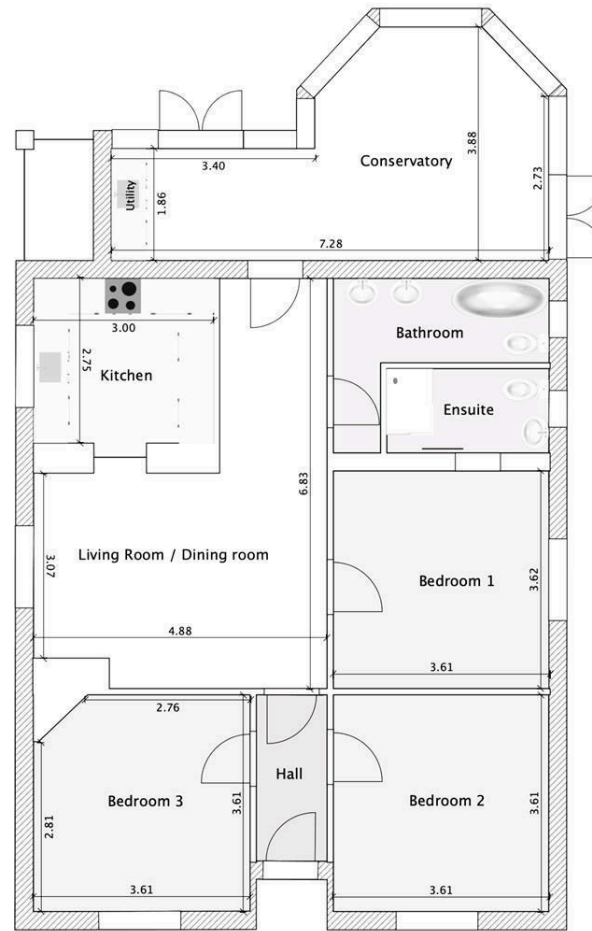 3.88
3.40
Conservatory
Utility
1.86
2.73
7.28
3.00
Bathroom
2.75
Kitchen
Ensuite
6.83
3.07
Living Room / Dining room
Bedroom 1
3.62
4.88
3.61
2.76
Hall
Bedroom 3
3.61
Bedroom 2
3.61
2.81
3.61
3.61